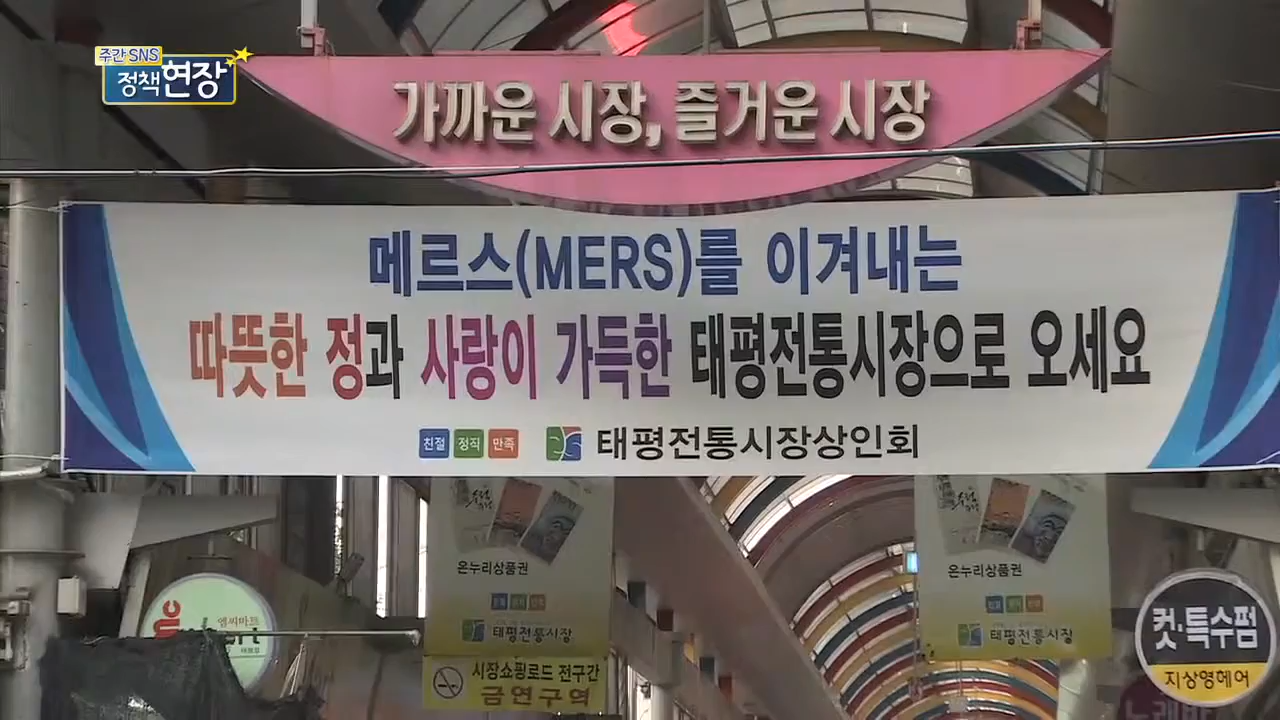 주간 SNS
정책현장
가까운 시장, 즐거운 시장
메르스(MERS)를 이겨내는
따뜻한 정과 사랑이 가득한 태평전통시장으로 오세요
친절 정직 만족 태평전통시장상인회
온누리상품권
태평전통시장
시장쇼핑로드 전구간
금연구역
온누리상품권
태평전통시장
엠씨마트
컷·특수펌
지상영헤어